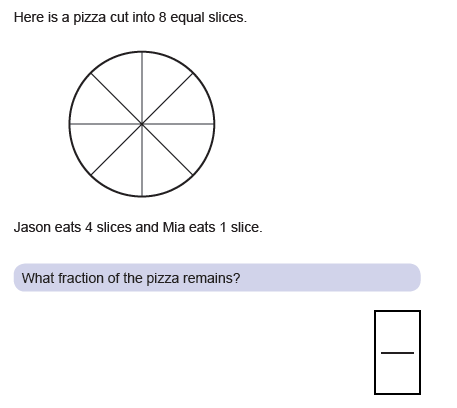 Here is a pizza cut into 8 equal slices.
Jason eats 4 slices and Mia eats 1 slice.
What fraction of the pizza remains?